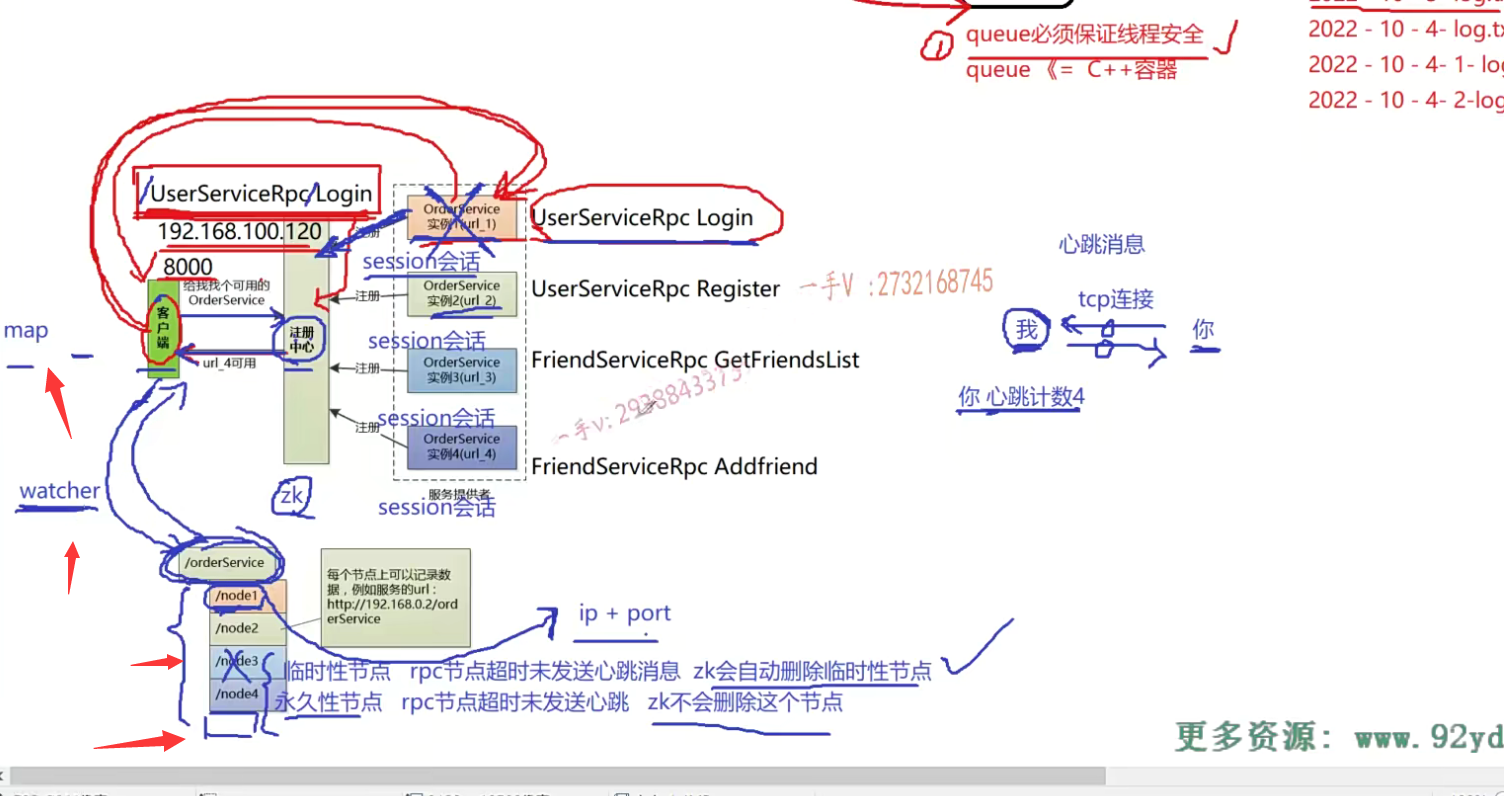 queue必须保证线程安全
queue 《= C++容器
2022 - 10 - 4- log.tx
2022 - 10 - 4- 1- log
2022 - 10 - 4- 2-log
/UserServiceRpc/Login
192.168.100.120
8000
给我找个可用的
OrderService
客户端
注册中心
url_4可用
map
watcher
zk
注册
OrderService
实例1(url_1)
session会话
UserServiceRpc Login
注册
OrderService
实例2(url_2)
session会话
UserServiceRpc Register
一手V :2732168745
注册
OrderService
实例3(url_3)
session会话
FriendServiceRpc GetFriendsList
注册
OrderService
实例4(url_4)
服务提供者
session会话
FriendServiceRpc Addfriend
心跳消息
tcp连接
我
你
你 心跳计数4
/orderService
/node1
/node2
/node3
/node4
每个节点上可以记录数
据，例如服务的url：
http://192.168.0.2/ord
erService
ip + port
临时性节点 rpc节点超时未发送心跳消息 zk会自动删除临时性节点
永久性节点 rpc节点超时未发送心跳 zk不会删除这个节点
更多资源: www.92yd